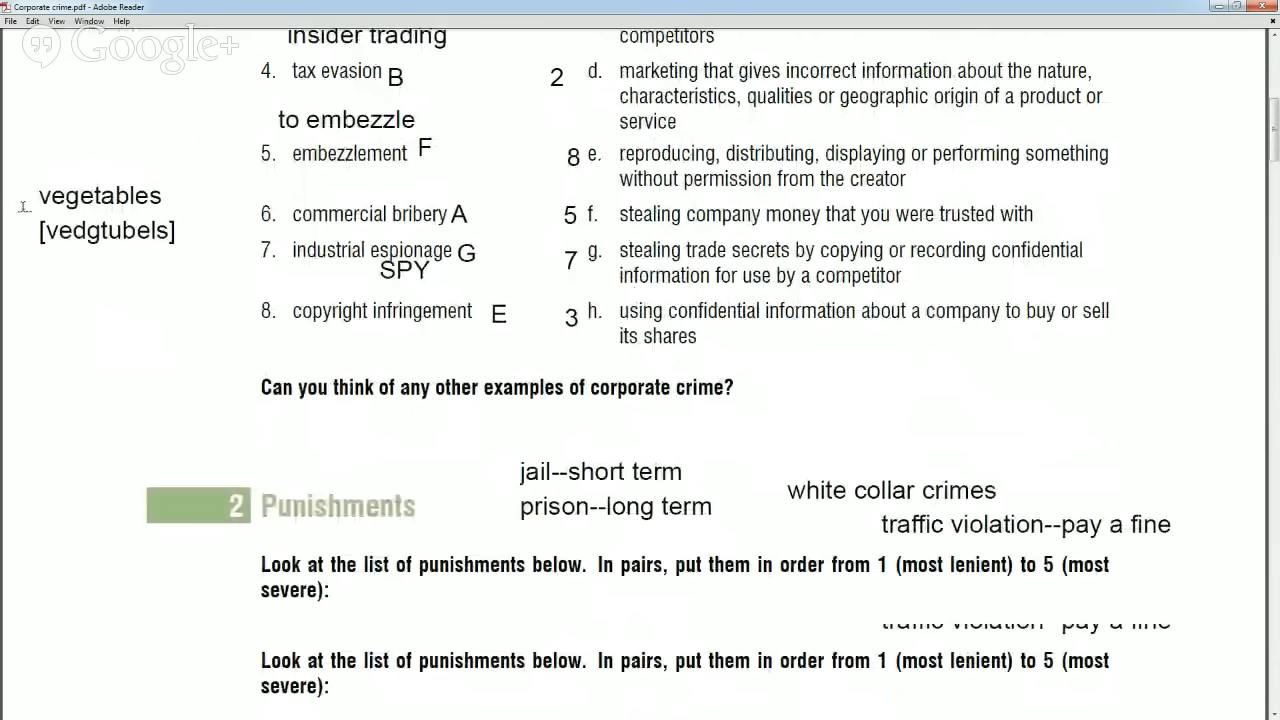 Corporate crime.pdf - Adobe Reader
File Edit View Window Help
Google+
insider trading
competitors
4. tax evasion B
2 d. marketing that gives incorrect information about the nature,
characteristics, qualities or geographic origin of a product or
service
to embezzle
5. embezzlement F
8 e. reproducing, distributing, displaying or performing something
without permission from the creator
vegetables
[vedgtubels]
6. commercial bribery A
5 f. stealing company money that you were trusted with
7. industrial espionage G
SPY
7 g. stealing trade secrets by copying or recording confidential
information for use by a competitor
8. copyright infringement E
3 h. using confidential information about a company to buy or sell
its shares
Can you think of any other examples of corporate crime?
jail--short term
prison--long term
white collar crimes
traffic violation--pay a fine
2 Punishments
Look at the list of punishments below. In pairs, put them in order from 1 (most lenient) to 5 (most
severe):
traffic violation--pay a fine
Look at the list of punishments below. In pairs, put them in order from 1 (most lenient) to 5 (most
severe):